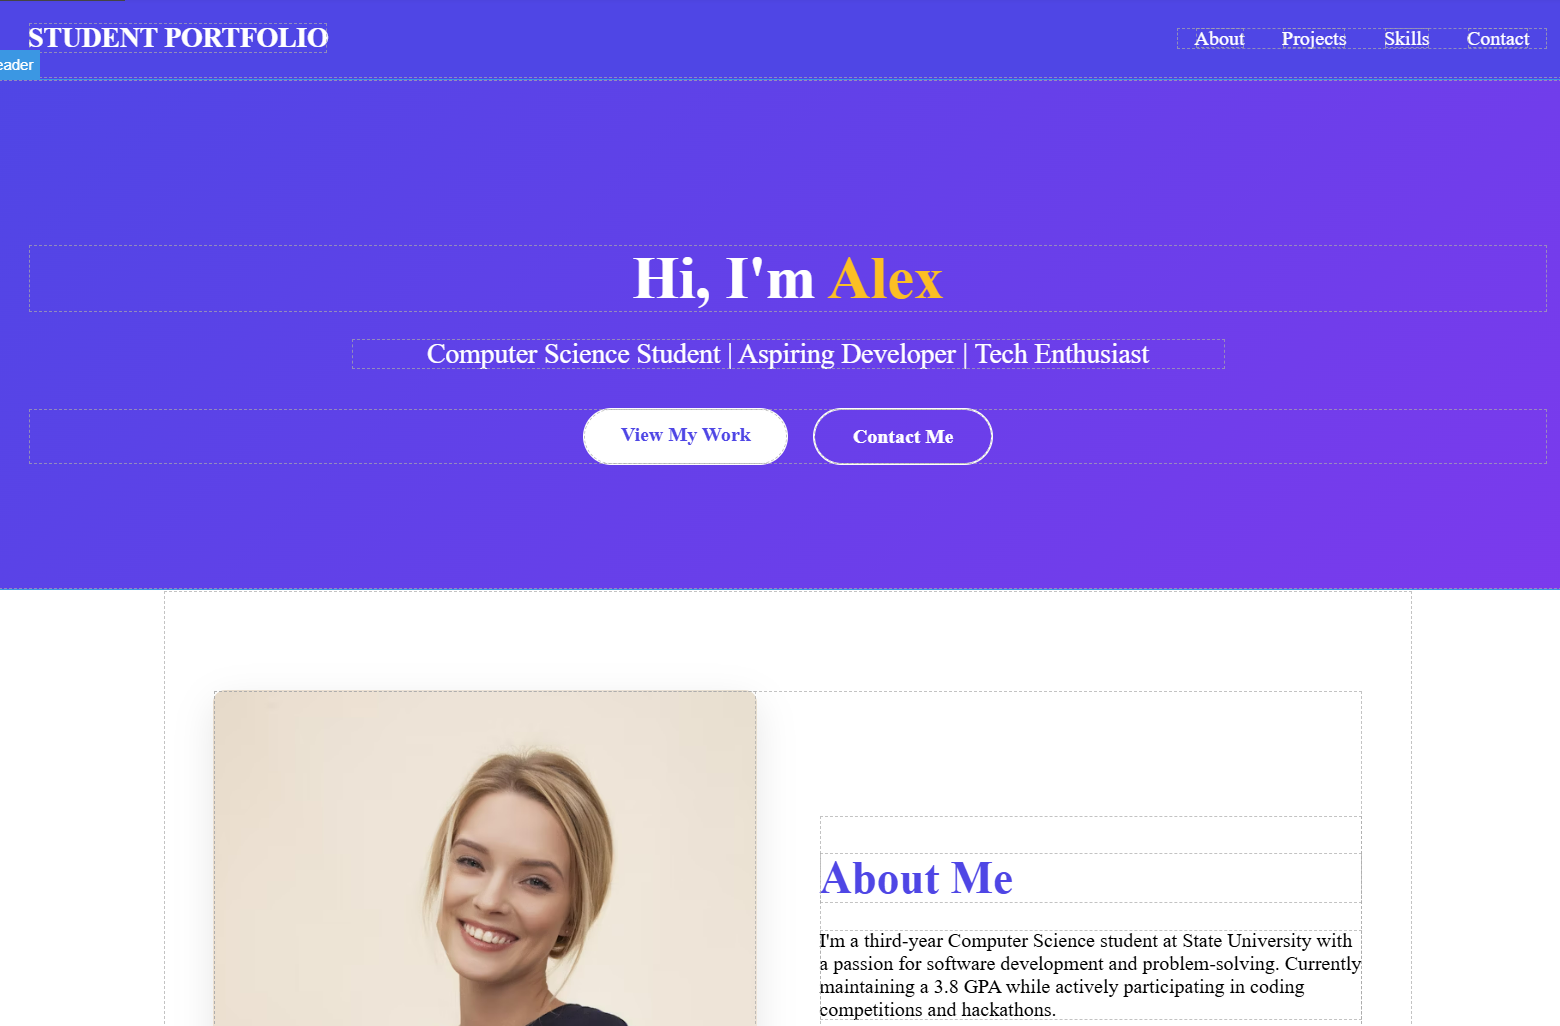 STUDENT PORTFOLIO
About Projects Skills Contact
eader
Hi, I'm Alex
Computer Science Student | Aspiring Developer | Tech Enthusiast
View My Work Contact Me
About Me
I'm a third-year Computer Science student at State University with
a passion for software development and problem-solving. Currently
maintaining a 3.8 GPA while actively participating in coding
competitions and hackathons.